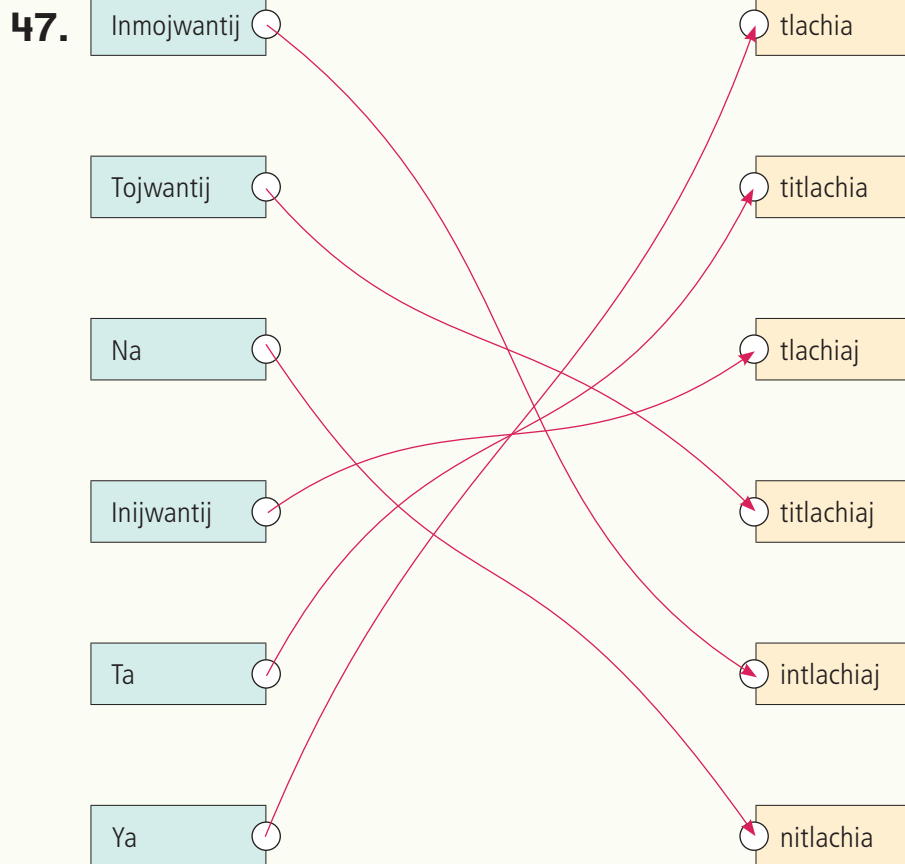 47. Inmojwantij tlachia
Tojwantij titlachia
Na tlachiaj
Inijwantij titlachiaj
Ta intlachiaj
Ya nitlachia